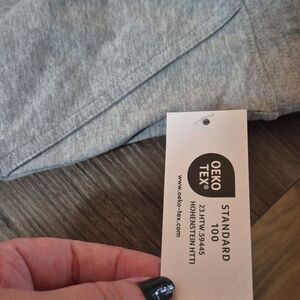 OEKO
TEX®
STANDARD
100
23.HTW.59445
HOHENSTEIN HTTI
www.oeko-tex.com